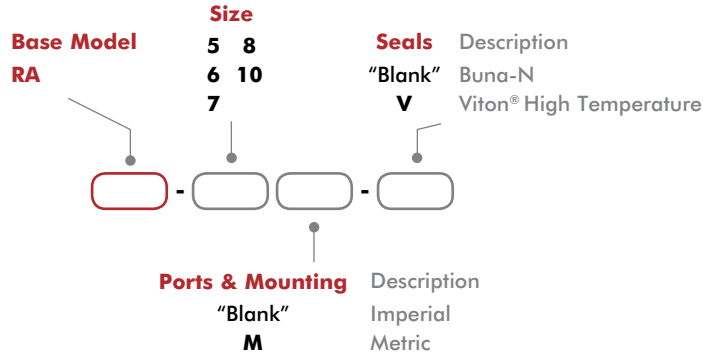 Size
Base Model 5 8 Seals Description
RA 6 10 “Blank” Buna-N
7 V Viton® High Temperature
- -
Ports & Mounting Description
“Blank” Imperial
M Metric